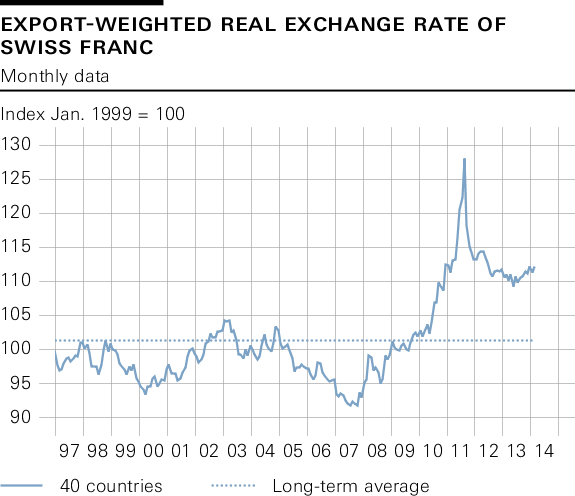 EXPORT-WEIGHTED REAL EXCHANGE RATE OF
SWISS FRANC
Monthly data
Index Jan. 1999 = 100
130
125
120
115
110
105
100
95
90
97 98 99 00 01 02 03 04 05 06 07 08 09 10 11 12 13 14
40 countries Long-term average